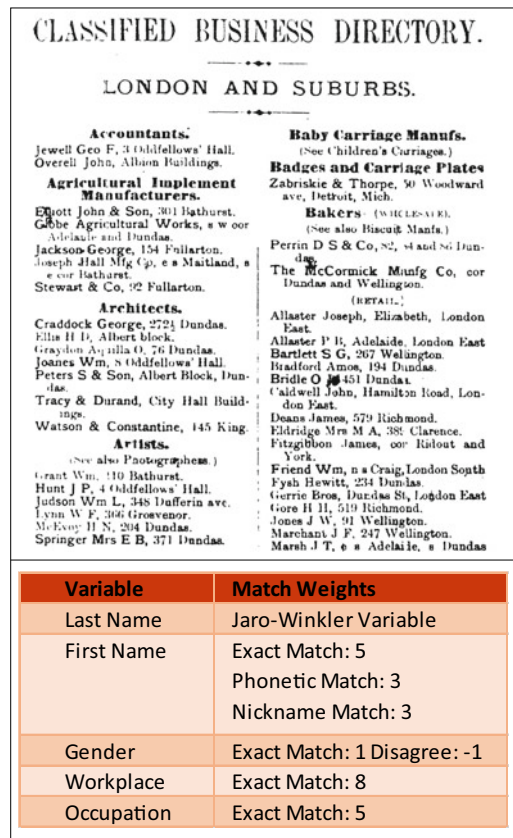 CLASSIFIED BUSINESS DIRECTORY.
LONDON AND SUBURBS.
Accountants.
Jewell Geo F, 3 Oddfellows' Hall.
Overell John, Albion Buildings.
Agricultural Implement
Manufacturers.
Elliott John & Son, 301 Bathurst.
Globe Agricultural Works, s w cor
Adelaide and Dundas.
Jackson George, 154 Fullarton.
Joseph Hall Mfg Co, e s Maitland, s
e cor Bathurst.
Stewart & Co, 92 Fullarton.
Architects.
Craddock George, 272½ Dundas.
Ellis H D, Albert block.
Graydon Aquilla O, 76 Dundas.
Joanes Wm, 8 Oddfellows' Hall.
Peters S & Son, Albert Block, Dun-
das.
Tracy & Durand, City Hall Build-
ings.
Watson & Constantine, 145 King.
Artists.
(See also Photographers.)
Grant Wm, 110 Bathurst.
Hunt J P, 4 Oddfellows' Hall.
Judson Wm L, 348 Dufferin ave.
Lynn W F, 366 Grosvenor.
McEvoy H N, 204 Dundas.
Springer Mrs E B, 371 Dundas.
Baby Carriage Manufs.
(See Children's Carriages.)
Badges and Carriage Plates
Zabriskie & Thorpe, 50 Woodward
ave, Detroit, Mich.
Bakers (WHOLESALE).
(See also Biscuit Manfs.)
Perrin D S & Co, 82, 84 and 86 Dun-
das.
The McCormick Manfg Co, cor
Dundas and Wellington.
(RETAIL.)
Allaster Joseph, Elizabeth, London
East.
Allaster P B, Adelaide, London East
Bartlett S G, 267 Wellington.
Bradford Amos, 194 Dundas.
Bridle O 451 Dundas.
Caldwell John, Hamilton Road, Lon-
don East.
Deans James, 579 Richmond.
Eldridge Mrs M A, 385 Clarence.
Fitzgibbon James, cor Ridout and
York.
Friend Wm, n s Craig, London South
Fysh Hewitt, 234 Dundas.
Gerrie Bros, Dundas St, London East
Gore H H, 519 Richmond.
Jones J W, 91 Wellington.
Marchant J F, 247 Wellington.
Marsh J T, e s Adelaide, s Dundas
Variable Match Weights
Last Name Jaro-Winkler Variable
First Name Exact Match: 5
Phonetic Match: 3
Nickname Match: 3
Gender Exact Match: 1 Disagree: -1
Workplace Exact Match: 8
Occupation Exact Match: 5